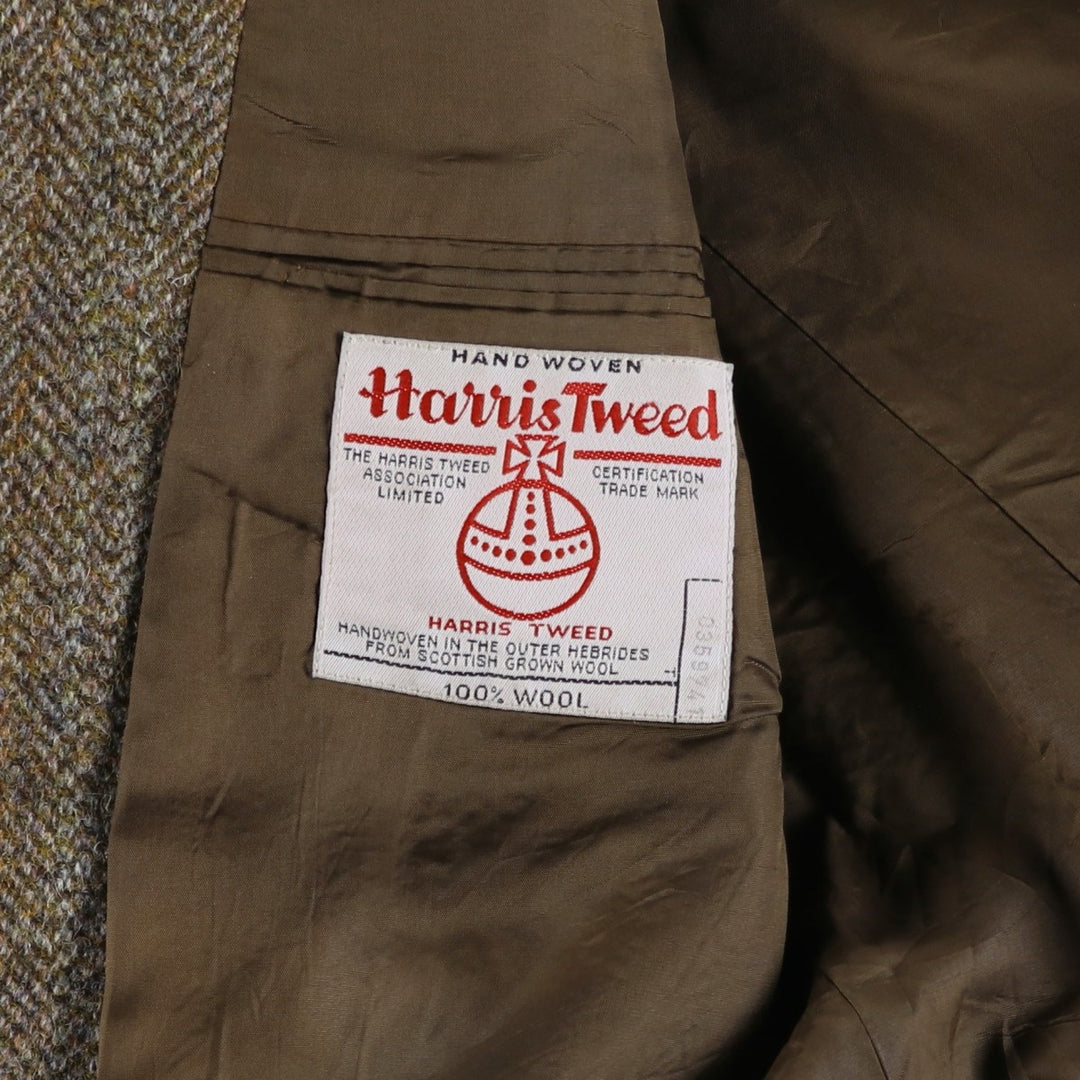 HAND WOVEN
Harris Tweed
THE HARRIS TWEED
ASSOCIATION
LIMITED
CERTIFICATION
TRADE MARK
HARRIS TWEED
HANDWOVEN IN THE OUTER HEBRIDES
FROM SCOTTISH GROWN WOOL
100% WOOL